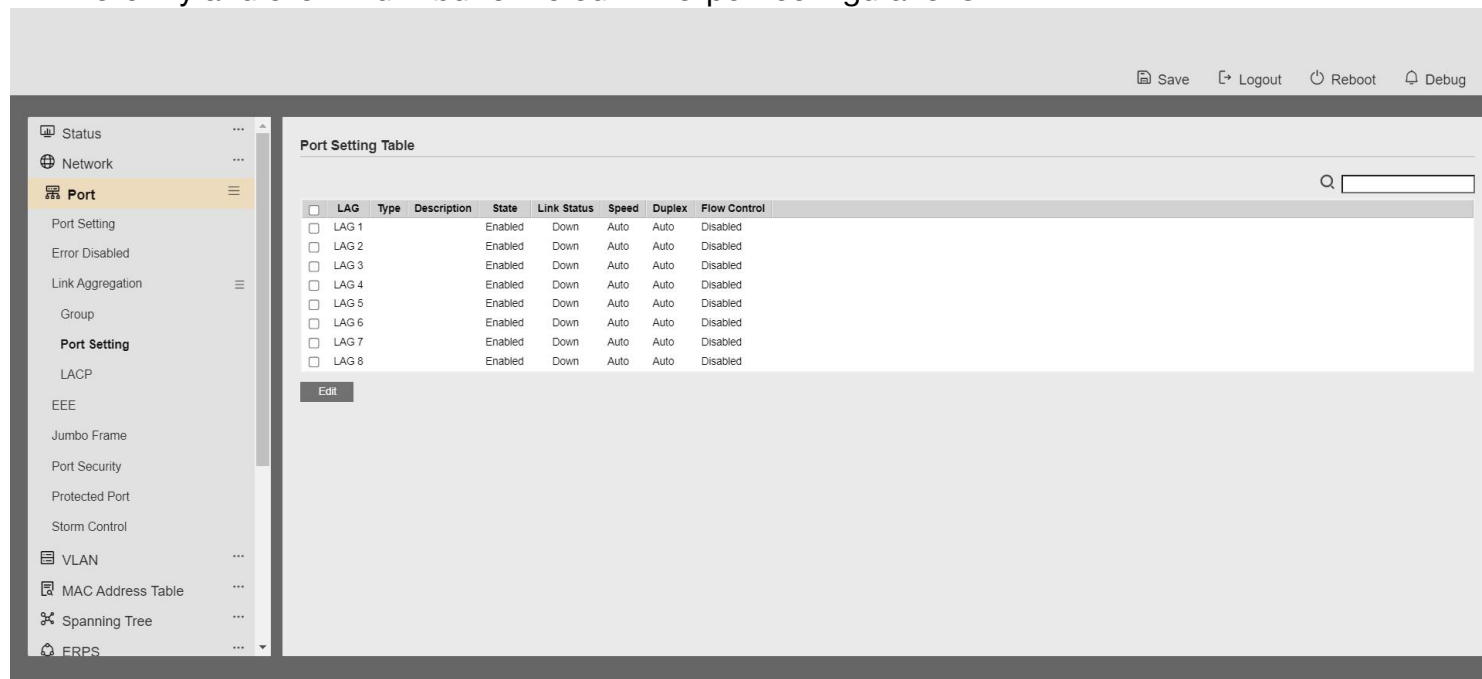 Save Logout Reboot Debug
Status ...
Network ...
Port
Port Setting
Error Disabled
Link Aggregation
Group
Port Setting
LACP
EEE
Jumbo Frame
Port Security
Protected Port
Storm Control
VLAN ...
MAC Address Table ...
Spanning Tree ...
ERPS ...
Port Setting Table
LAG Type Description State Link Status Speed Duplex Flow Control
LAG 1 Enabled Down Auto Auto Disabled
LAG 2 Enabled Down Auto Auto Disabled
LAG 3 Enabled Down Auto Auto Disabled
LAG 4 Enabled Down Auto Auto Disabled
LAG 5 Enabled Down Auto Auto Disabled
LAG 6 Enabled Down Auto Auto Disabled
LAG 7 Enabled Down Auto Auto Disabled
LAG 8 Enabled Down Auto Auto Disabled
Edit